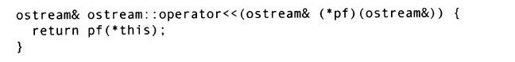 ostream& ostream::operator<<(ostream& (*pf)(ostream&)) {
  return pf(*this);
}